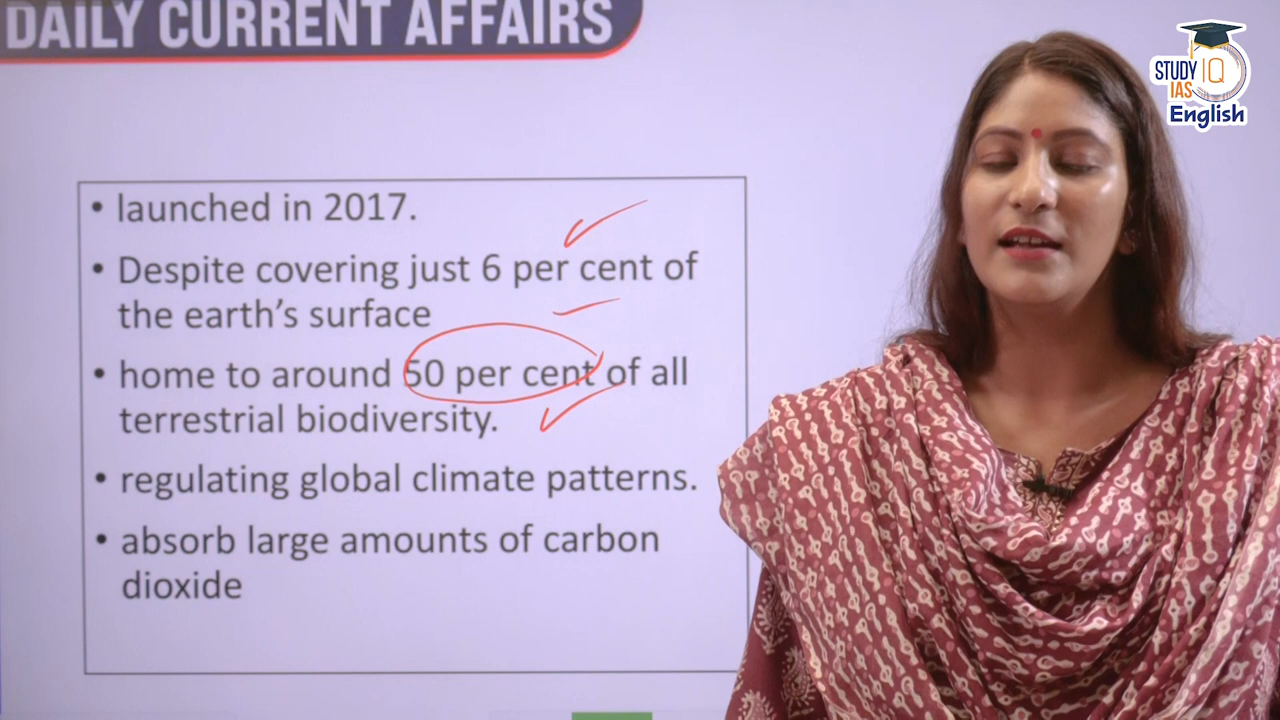 DAILY CURRENT AFFAIRS
STUDY IQ
IAS
English
• launched in 2017.
• Despite covering just 6 per cent of
the earth's surface
• home to around 50 per cent of all
terrestrial biodiversity.
• regulating global climate patterns.
• absorb large amounts of carbon
dioxide